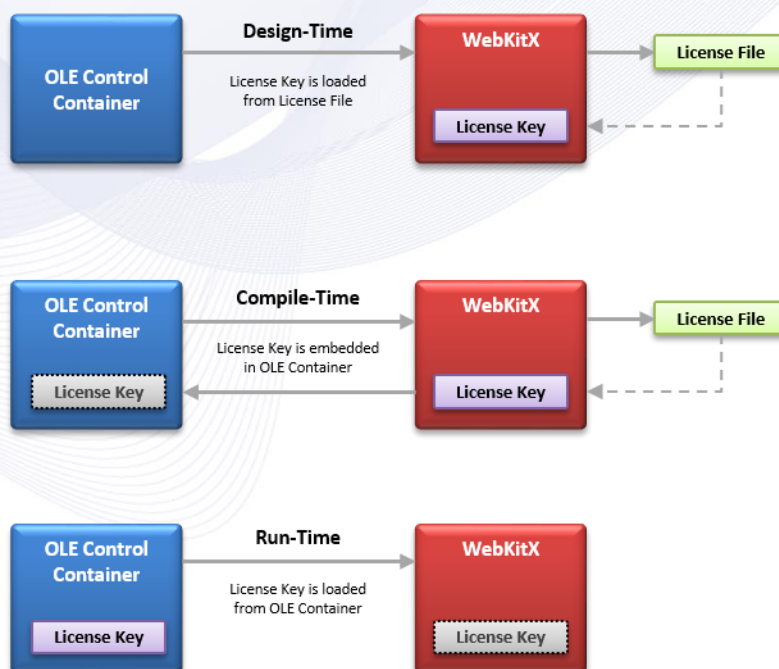 OLE Control
Container
Design-Time
License Key is loaded
from License File
WebKitX
License Key
License File
OLE Control
Container
License Key
Compile-Time
License Key is embedded
in OLE Container
WebKitX
License Key
License File
OLE Control
Container
License Key
Run-Time
License Key is loaded
from OLE Container
WebKitX
License Key